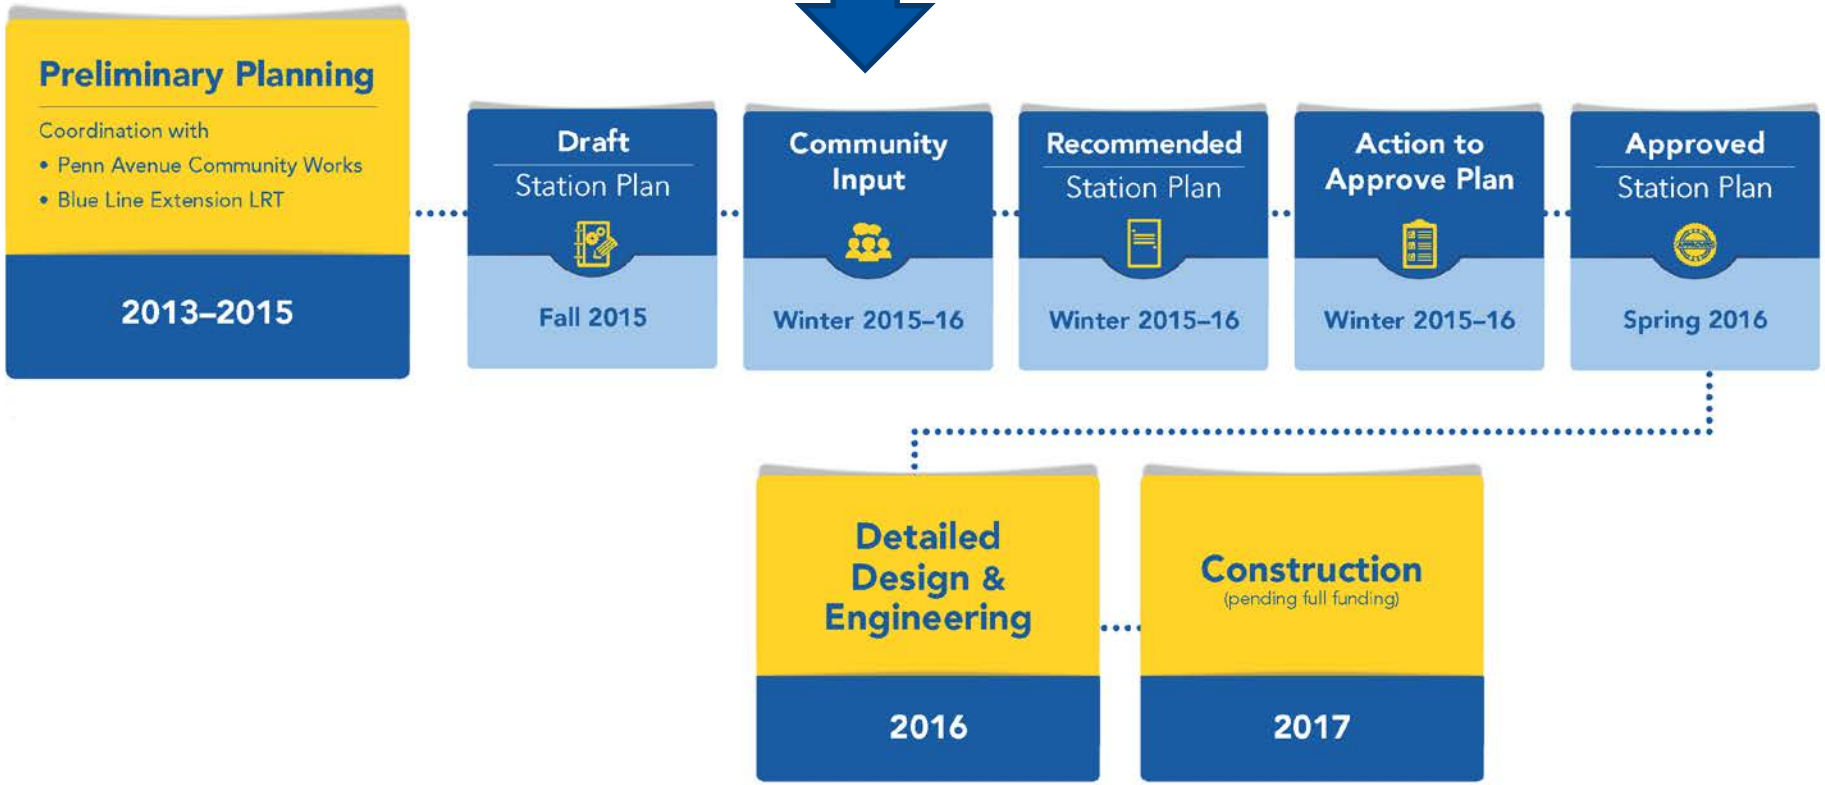 Preliminary Planning
Coordination with
• Penn Avenue Community Works
• Blue Line Extension LRT
2013–2015
Draft
Station Plan
Fall 2015
Community
Input
Winter 2015–16
Recommended
Station Plan
Winter 2015–16
Action to
Approve Plan
Winter 2015–16
Approved
Station Plan
APPROVED
Spring 2016
Detailed
Design &
Engineering
2016
Construction
(pending full funding)
2017